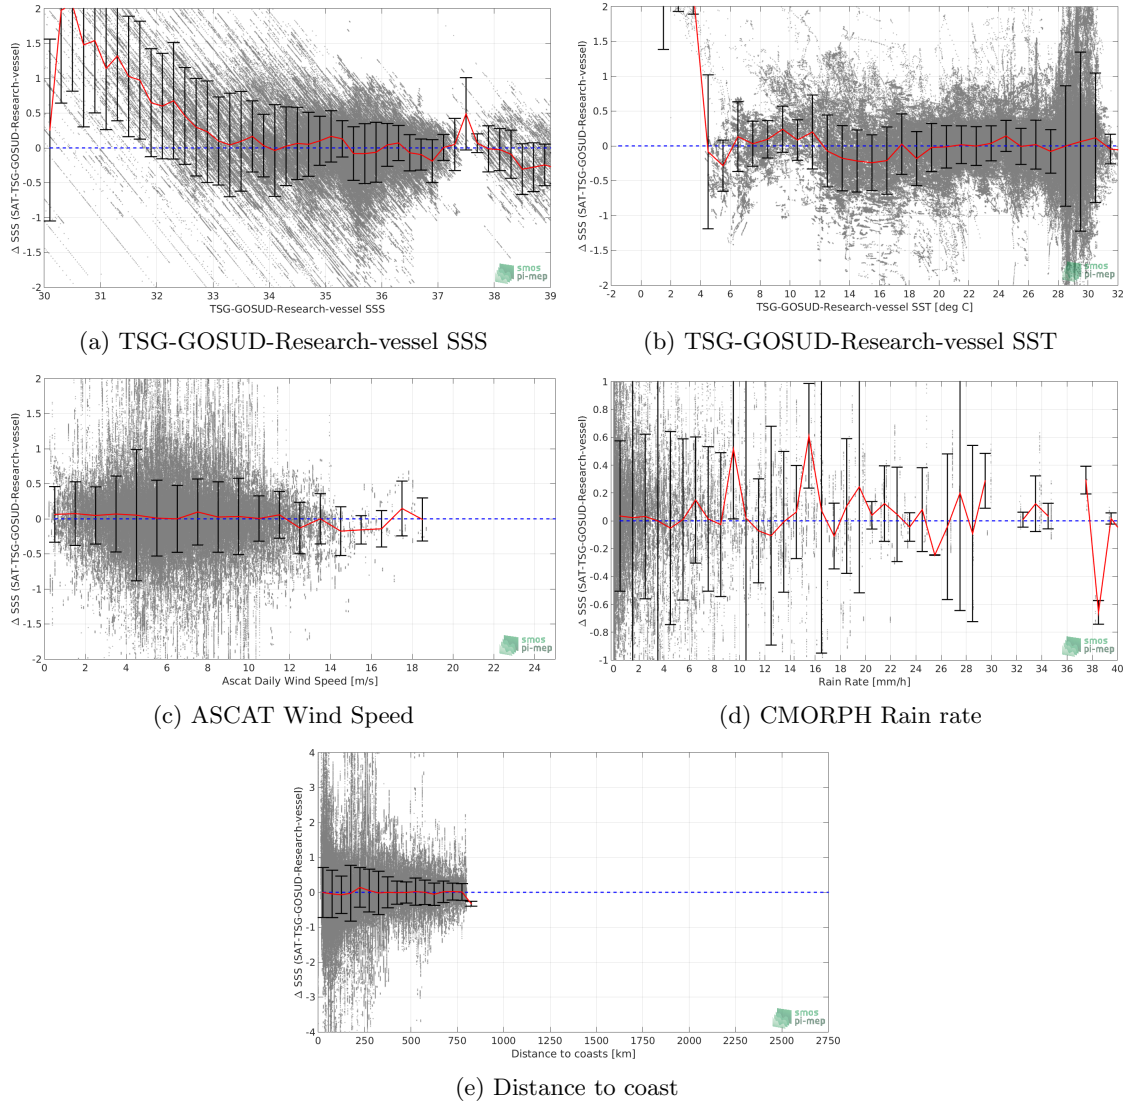 2
1.5
1
0.5
0
-0.5
-1
-1.5
-2
Δ SSS (SAT-TSG-GOSUD-Research-vessel)
30 31 32 33 34 35 36 37 38 39
TSG-GOSUD-Research-vessel SSS
smos
pi-mep
(a) TSG-GOSUD-Research-vessel SSS
2
1.5
1
0.5
0
-0.5
-1
-1.5
-2
Δ SSS (SAT-TSG-GOSUD-Research-vessel)
-2 0 2 4 6 8 10 12 14 16 18 20 22 24 26 28 30 32
TSG-GOSUD-Research-vessel SST [deg C]
smos
pi-mep
(b) TSG-GOSUD-Research-vessel SST
2
1.5
1
0.5
0
-0.5
-1
-1.5
-2
Δ SSS (SAT-TSG-GOSUD-Research-vessel)
0 2 4 6 8 10 12 14 16 18 20 22 24
Ascat Daily Wind Speed [m/s]
smos
pi-mep
(c) ASCAT Wind Speed
1
0.8
0.6
0.4
0.2
0
-0.2
-0.4
-0.6
-0.8
-1
Δ SSS (SAT-TSG-GOSUD-Research-vessel)
0 2 4 6 8 10 12 14 16 18 20 22 24 26 28 30 32 34 36 38 40
Rain Rate [mm/h]
smos
pi-mep
(d) CMORPH Rain rate
4
3
2
1
0
-1
-2
-3
-4
Δ SSS (SAT-TSG-GOSUD-Research-vessel)
0 250 500 750 1000 1250 1500 1750 2000 2250 2500 2750
Distance to coasts [km]
smos
pi-mep
(e) Distance to coast